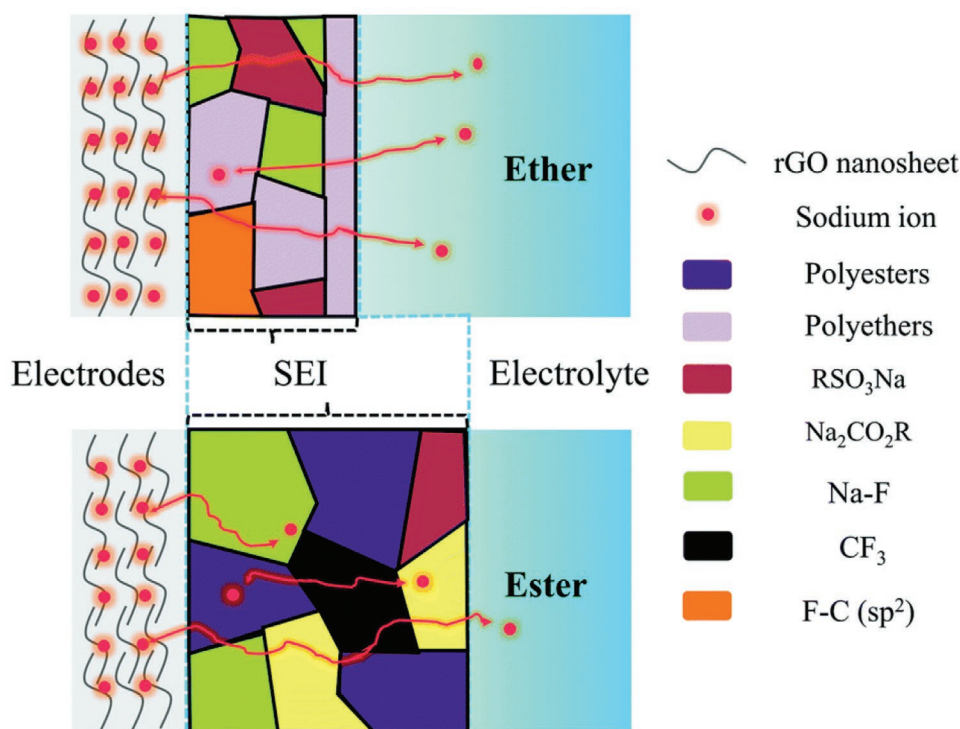 Ether
rGO nanosheet
Sodium ion
Polyesters
Polyethers
Electrodes
SEI
Electrolyte
RSO₃Na
Na₂CO₂R
Na-F
CF₃
Ester
F-C (sp²)